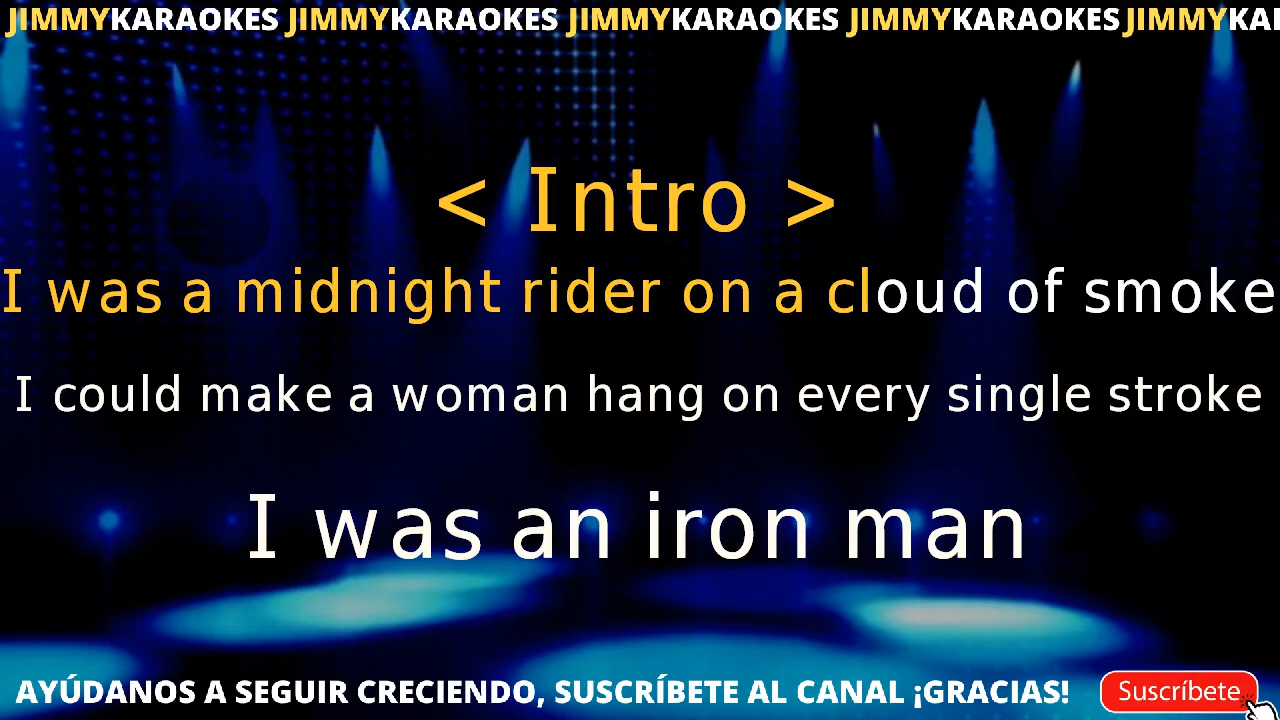 JIMMYKARAOKES JIMMYKARAOKES JIMMYKARAOKES JIMMYKARAOKES JIMMYKA
< Intro >
I was a midnight rider on a cloud of smoke
I could make a woman hang on every single stroke
I was an iron man
AYÚDANOS A SEGUIR CRECIENDO, SUSCRÍBETE AL CANAL ¡GRACIAS! Suscríbete